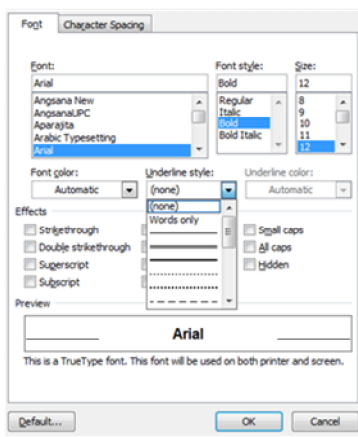 Font Character Spacing
Font: Font style: Size:
Arial Bold 12
Angsana New Regular 8
AngsanaUPC Italic 9
Aparajita Bold 10
Arabic Typesetting Bold Italic 11
Arial 12
Font color: Underline style: Underline color:
Automatic (none) Automatic
(none)
Effects
Words only
Strikethrough Small caps
Double strikethrough All caps
Superscript Hidden
Subscript
Preview
Arial
This is a TrueType font. This font will be used on both printer and screen.
Default... OK Cancel